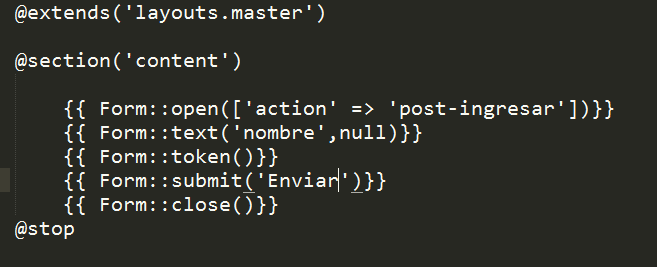 @extends('layouts.master')
@section('content')
{{ Form::open(['action' => 'post-ingresar'])}}
{{ Form::text('nombre',null)}}
{{ Form::token()}}
{{ Form::submit('Enviar')}}
{{ Form::close()}}
@stop